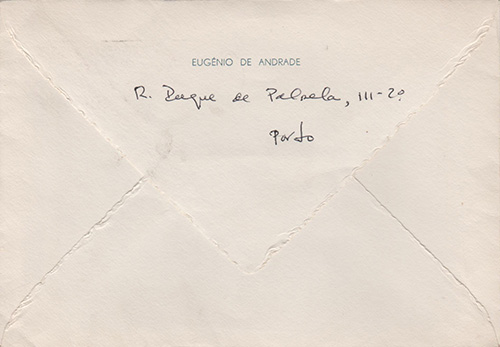 EUGÉNIO DE ANDRADE
R. Duque de Palmela, 111-2º
Porto